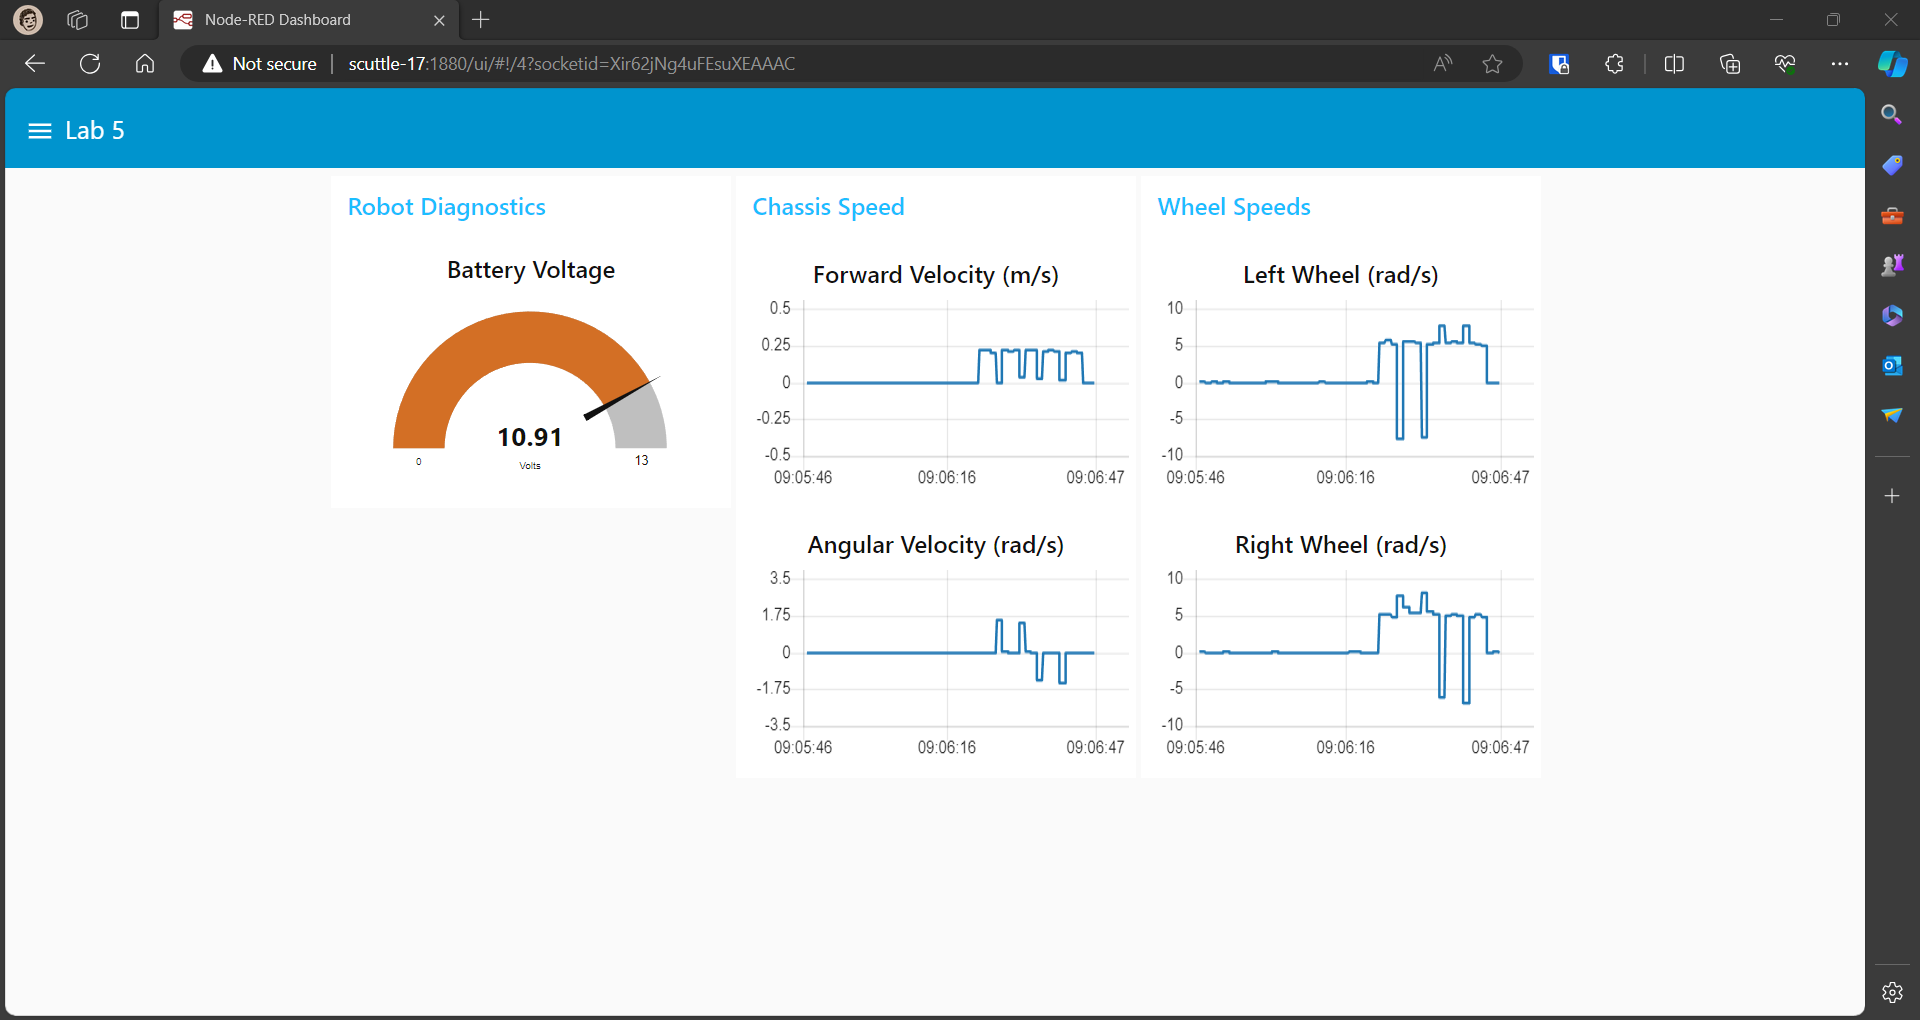 Node-RED Dashboard
Not secure
scuttle-17:1880/ui/#!/4?socketid=Xir62jNg4uFEsuXEAAAC
Lab 5
Robot Diagnostics
Battery Voltage
10.91
Volts
0
13
Chassis Speed
Forward Velocity (m/s)
0.5
0.25
0
-0.25
-0.5
09:05:46
09:06:16
09:06:47
Angular Velocity (rad/s)
3.5
1.75
0
-1.75
-3.5
09:05:46
09:06:16
09:06:47
Wheel Speeds
Left Wheel (rad/s)
10
5
0
-5
-10
09:05:46
09:06:16
09:06:47
Right Wheel (rad/s)
10
5
0
-5
-10
09:05:46
09:06:16
09:06:47